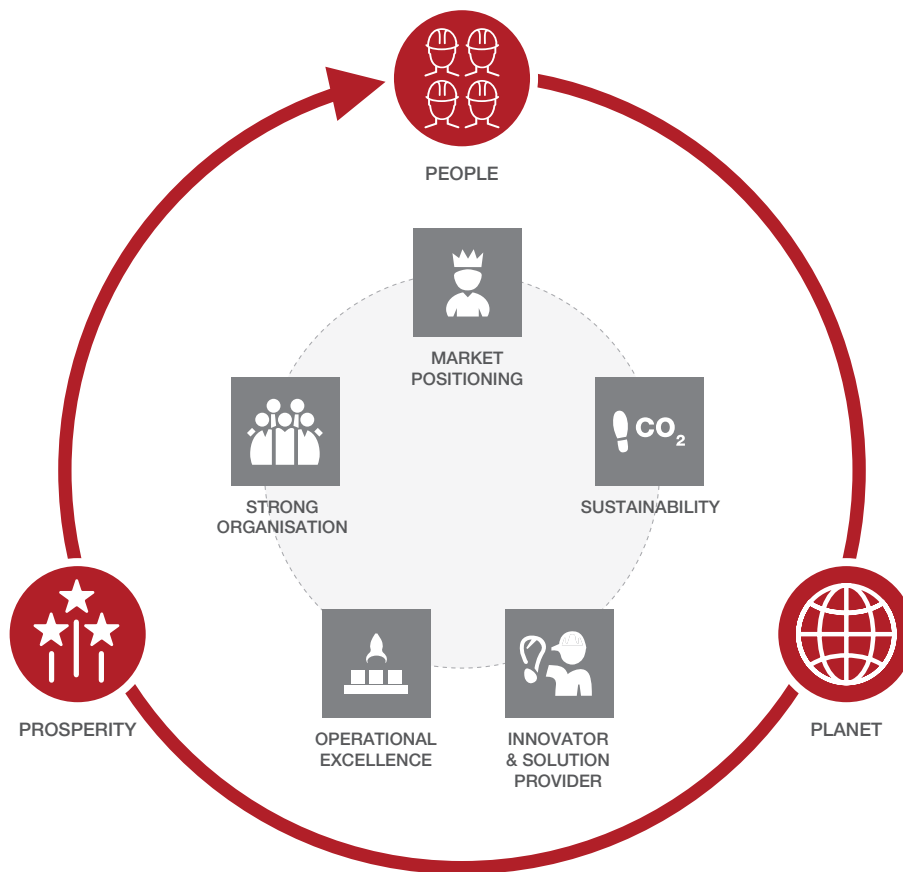 PEOPLE
MARKET
POSITIONING
STRONG
ORGANISATION
CO2
SUSTAINABILITY
PROSPERITY
OPERATIONAL
EXCELLENCE
INNOVATOR
& SOLUTION
PROVIDER
PLANET